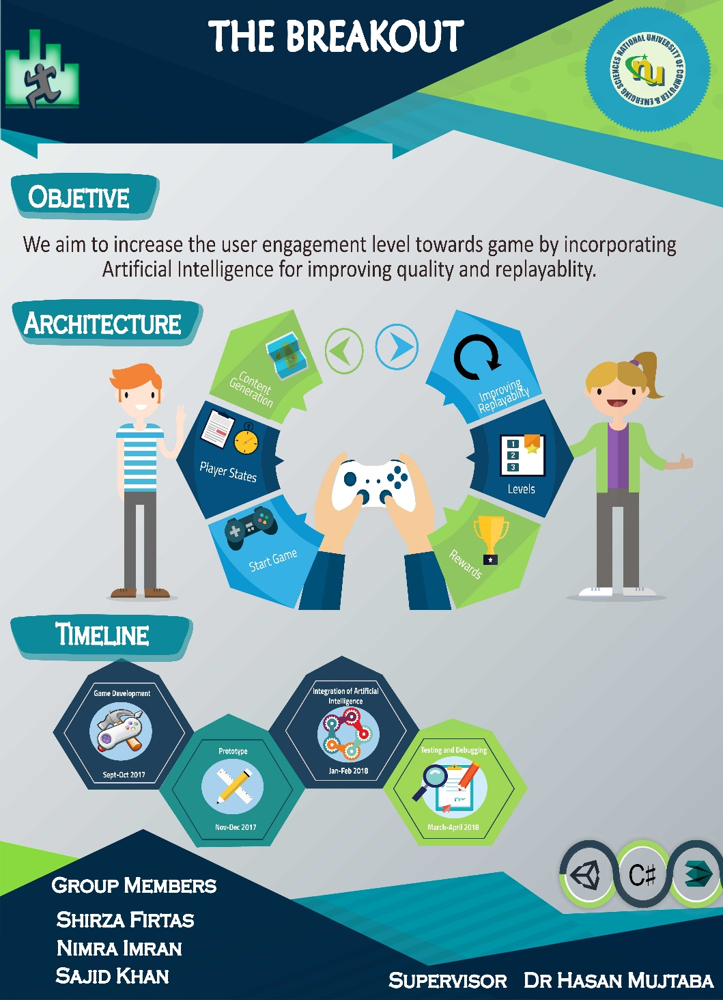 THE BREAKOUT
NATIONAL UNIVERSITY OF COMPUTER & EMERGING SCIENCES
nu
OBJETIVE
We aim to increase the user engagement level towards game by incorporating
Artificial Intelligence for improving quality and replayablity.
ARCHITECTURE
Content
Generation
Improving
Replayablity
Player States
1
2
3
Levels
Start Game
Rewards
TIMELINE
Game Development
Sept-Oct 2017
Prototype
Nov-Dec 2017
Integration of Artificial
Intelligence
Jan-Feb 2018
Testing and Debugging
March-April 2018
C#
GROUP MEMBERS
SHIRZA FIRTAS
NIMRA IMRAN
SAJID KHAN
SUPERVISOR DR HASAN MUJTABA